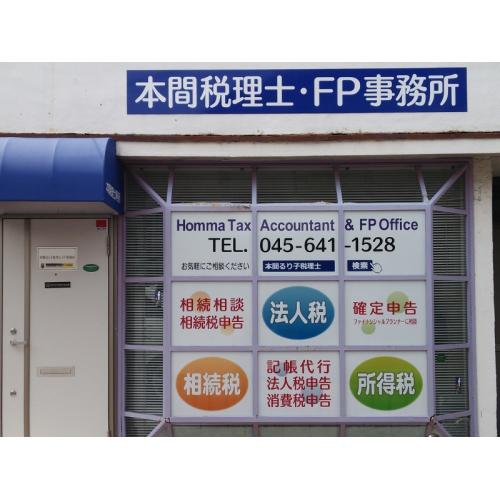 本間税理士・FP事務所
Homma Tax Accountant & FP Office
TEL. 045-641-1528
お気軽にご相談ください 本間るり子税理士 検索
相続相談
相続税申告
法人税
確定申告
ファイナンシャルプランナーに相談
相続税
記帳代行
法人税申告
消費税申告
所得税